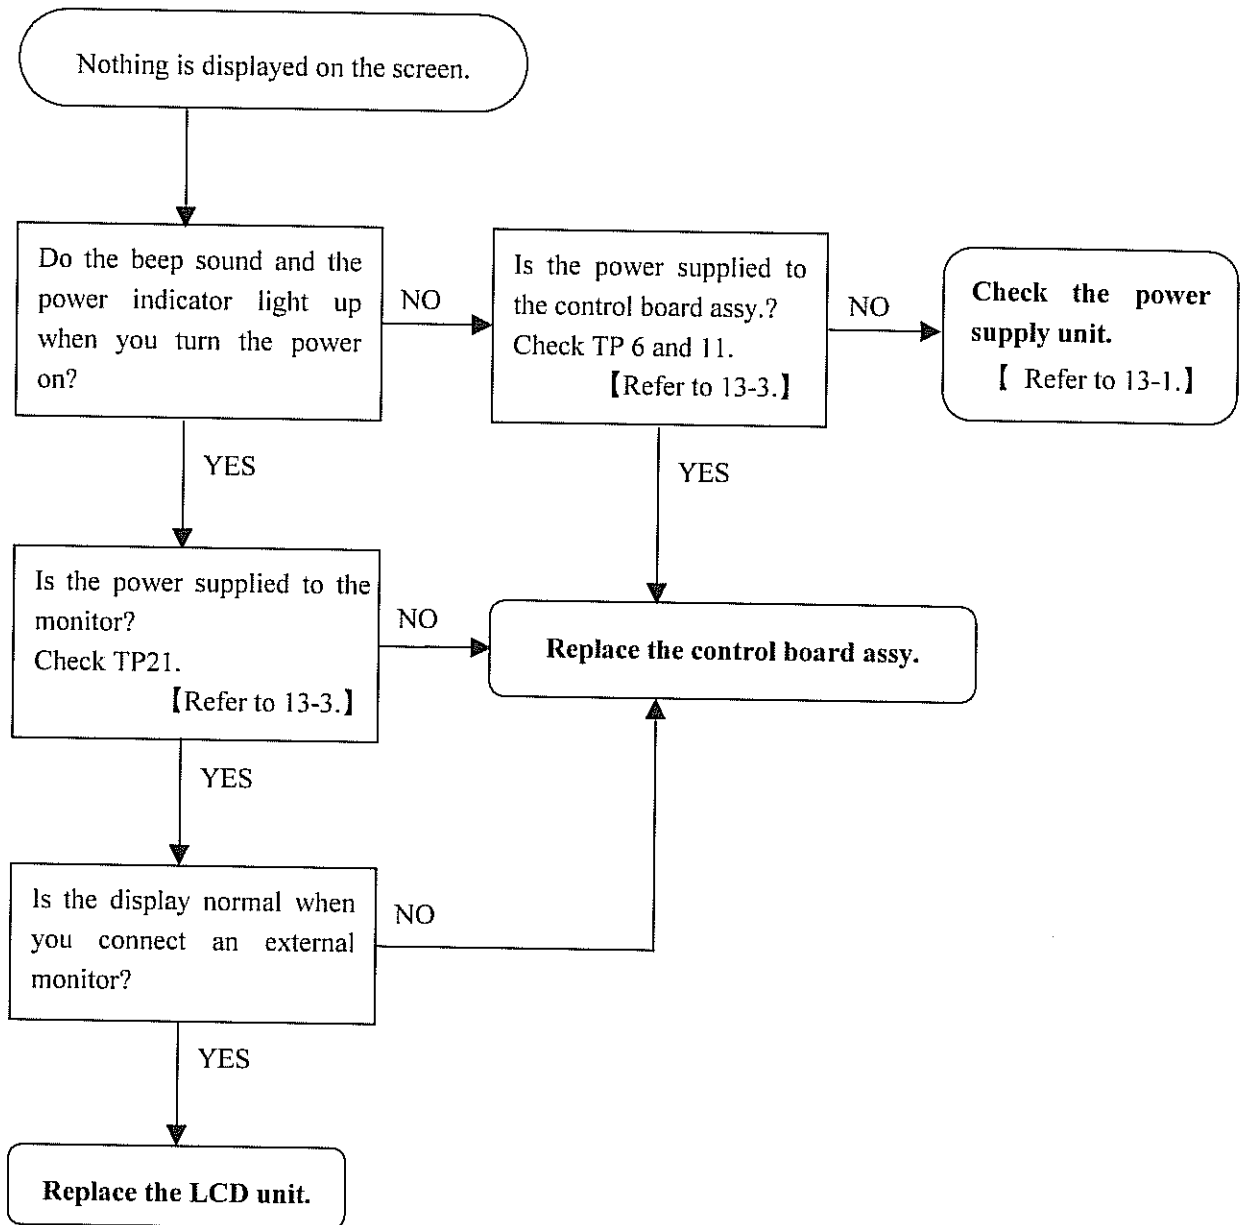 Nothing is displayed on the screen.
Do the beep sound and the
power indicator light up
when you turn the power
on?
NO
Is the power supplied to
the control board assy.?
Check TP 6 and 11.
【Refer to 13-3.】
NO
Check the power
supply unit.
【 Refer to 13-1.】
YES
YES
Is the power supplied to the
monitor?
Check TP21.
【Refer to 13-3.】
NO
Replace the control board assy.
YES
Is the display normal when
you connect an external
monitor?
NO
YES
Replace the LCD unit.